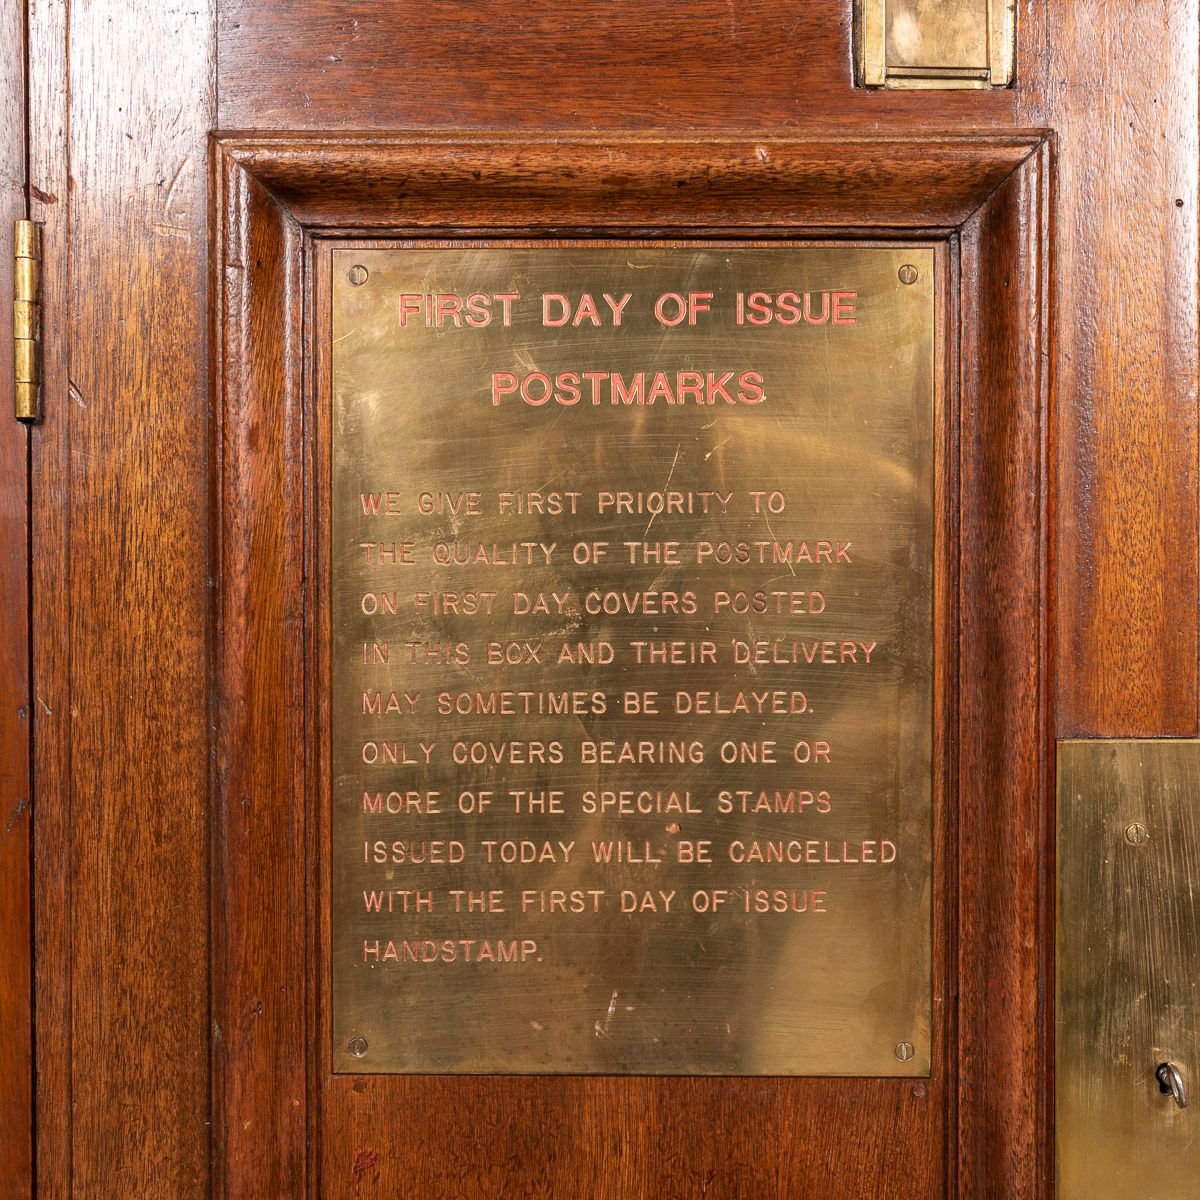 FIRST DAY OF ISSUE
POSTMARKS
WE GIVE FIRST PRIORITY TO
THE QUALITY OF THE POSTMARK
ON FIRST DAY COVERS POSTED
IN THIS BOX AND THEIR DELIVERY
MAY SOMETIMES BE DELAYED.
ONLY COVERS BEARING ONE OR
MORE OF THE SPECIAL STAMPS
ISSUED TODAY WILL BE CANCELLED
WITH THE FIRST DAY OF ISSUE
HANDSTAMP.